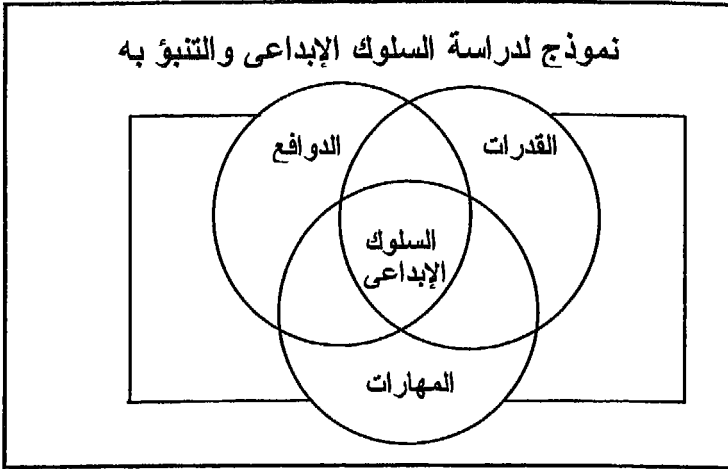 نموذج لدراسة السلوك الإبداعى والتنبؤ به
القدرات
الدوافع
السلوك
الإبداعى
المهارات